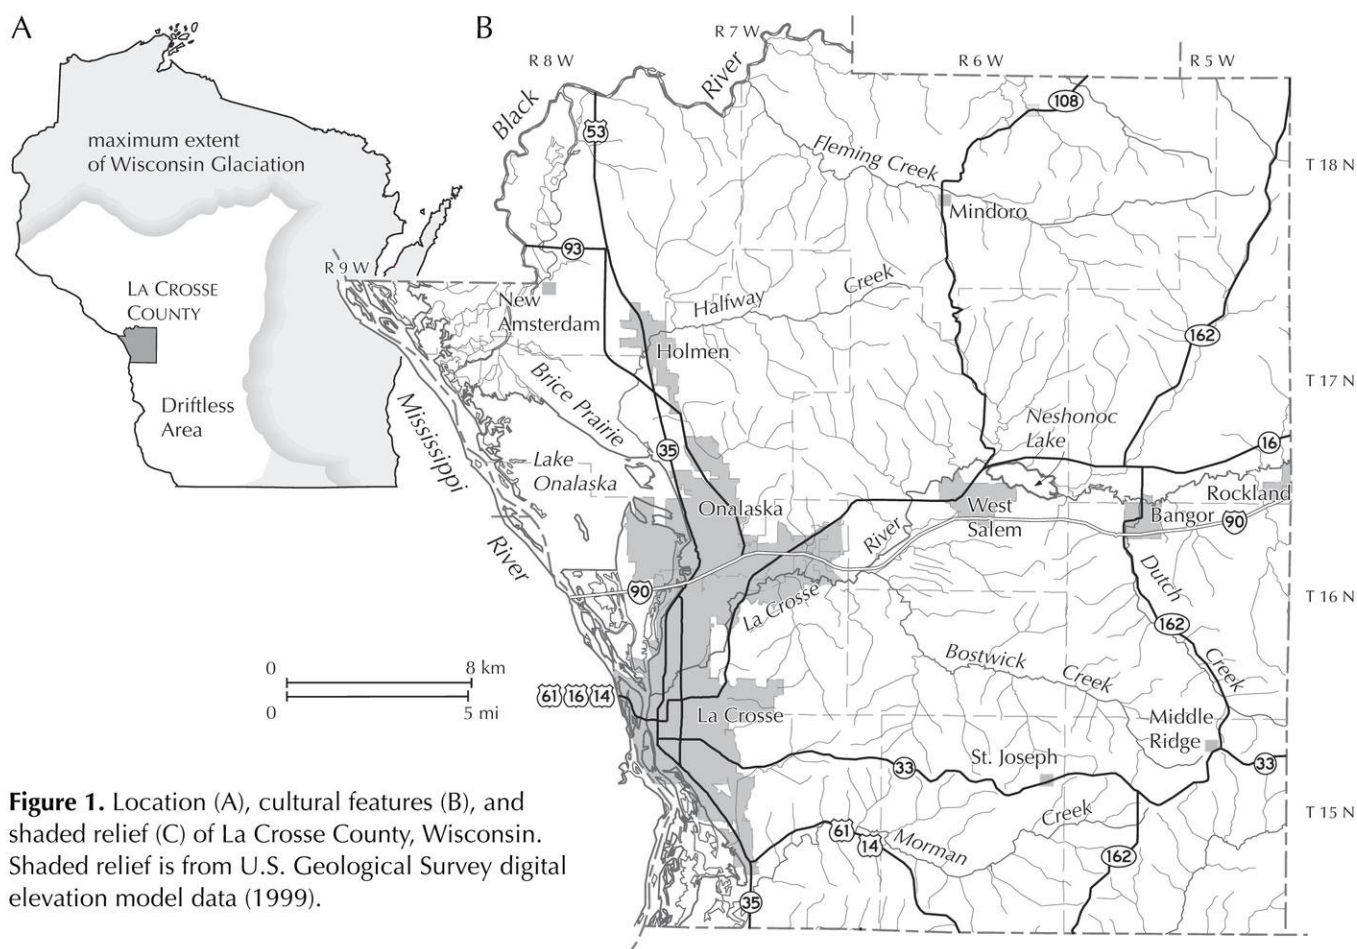 A
maximum extent
of Wisconsin Glaciation
LA CROSSE
COUNTY
Driftless
Area
B
R 9 W
R 8 W
R 7 W
R 6 W
R 5 W
T 18 N
T 17 N
T 16 N
T 15 N
Black
River
53
108
Fleming Creek
Mindoro
93
New
Amsterdam
Halfway
Creek
Holmen
162
Brice Prairie
Mississippi
River
Lake
Onalaska
35
Neshonoc
Lake
16
Onalaska
West
Salem
Rockland
Bangor
90
River
La Crosse
90
Dutch
162
Creek
Bostwick
Creek
61 16 14
La Crosse
Middle
Ridge
St. Joseph
33
33
61
14
Morman
Creek
162
35
0 8 km
0 5 mi
Figure 1. Location (A), cultural features (B), and
shaded relief (C) of La Crosse County, Wisconsin.
Shaded relief is from U.S. Geological Survey digital
elevation model data (1999).